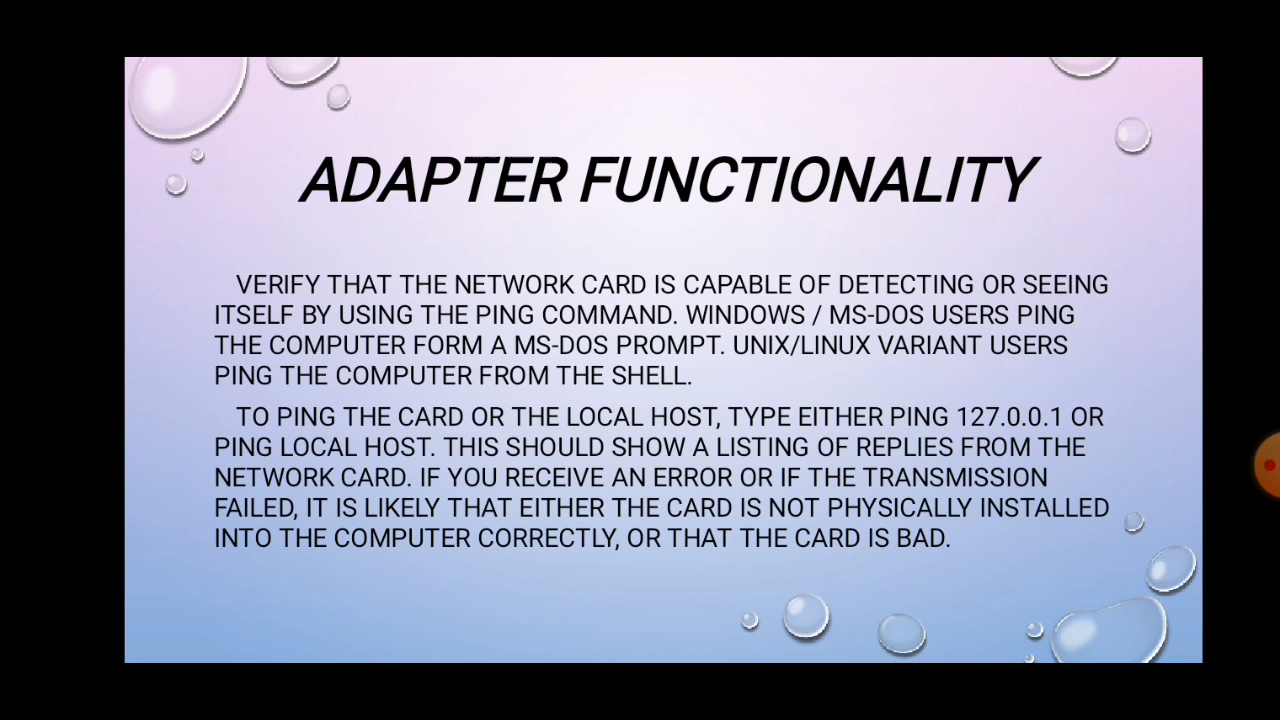 ADAPTER FUNCTIONALITY
VERIFY THAT THE NETWORK CARD IS CAPABLE OF DETECTING OR SEEING
ITSELF BY USING THE PING COMMAND. WINDOWS / MS-DOS USERS PING
THE COMPUTER FORM A MS-DOS PROMPT. UNIX/LINUX VARIANT USERS
PING THE COMPUTER FROM THE SHELL.
TO PING THE CARD OR THE LOCAL HOST, TYPE EITHER PING 127.0.0.1 OR
PING LOCAL HOST. THIS SHOULD SHOW A LISTING OF REPLIES FROM THE
NETWORK CARD. IF YOU RECEIVE AN ERROR OR IF THE TRANSMISSION
FAILED, IT IS LIKELY THAT EITHER THE CARD IS NOT PHYSICALLY INSTALLED
INTO THE COMPUTER CORRECTLY, OR THAT THE CARD IS BAD.